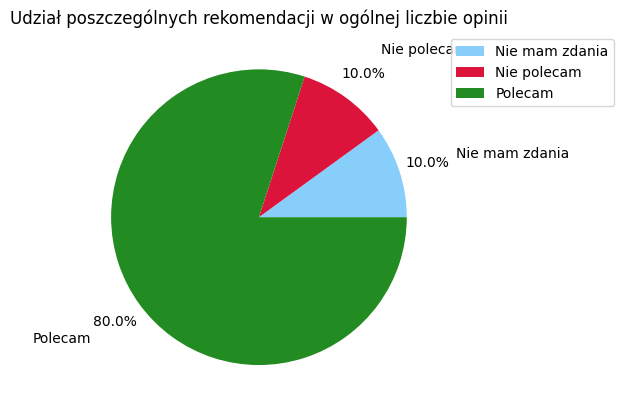 Udział poszczególnych rekomendacji w ogólnej liczbie opinii
Nie mam zdania
Nie polecam
Polecam
Nie
10.0%
10.0%
Nie mam zdania
80.0%
Polecam